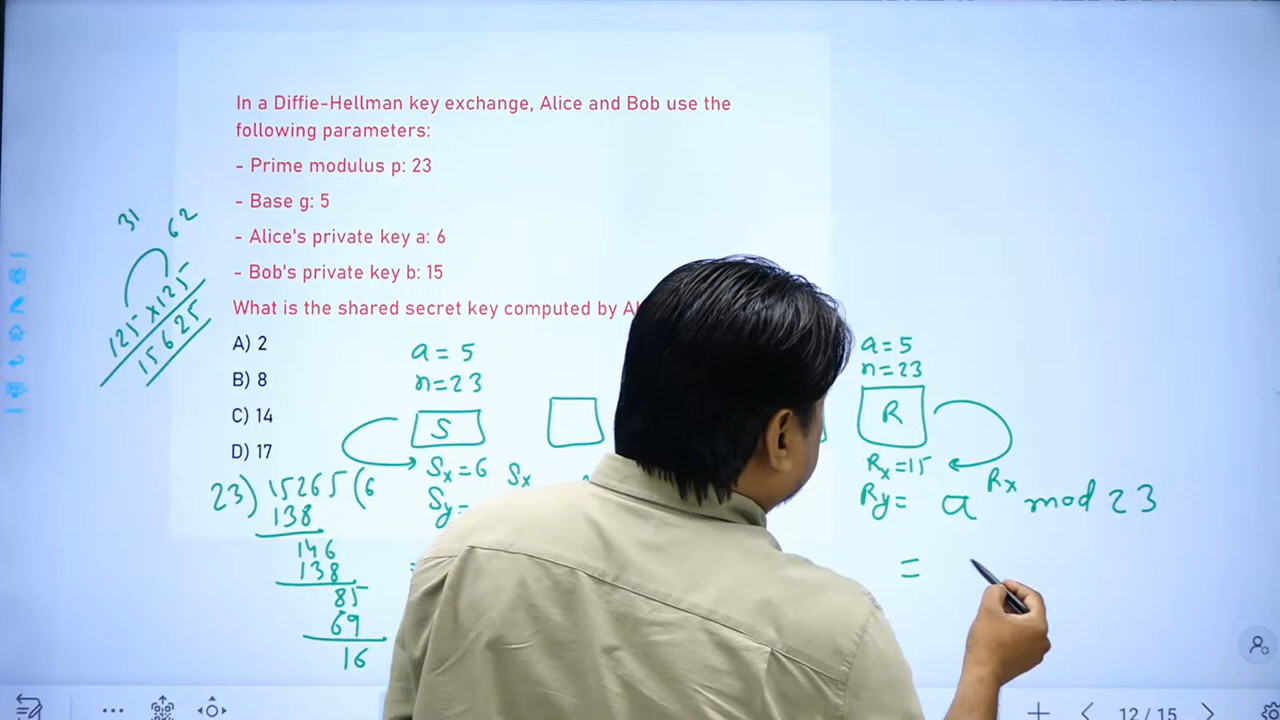 In a Diffie-Hellman key exchange, Alice and Bob use the
following parameters:
- Prime modulus p: 23
- Base g: 5
- Alice's private key a: 6
- Bob's private key b: 15
What is the shared secret key computed by
A) 2
B) 8
C) 14
D) 17
31 62
125 x 125
15625
a = 5
n = 23
S
Sx = 6 Sx
Sy =
=
23) 15265 (6
138
146
138
85
69
16
a = 5
n = 23
R
Rx = 15
Ry = a Rx mod 23
=
12/15